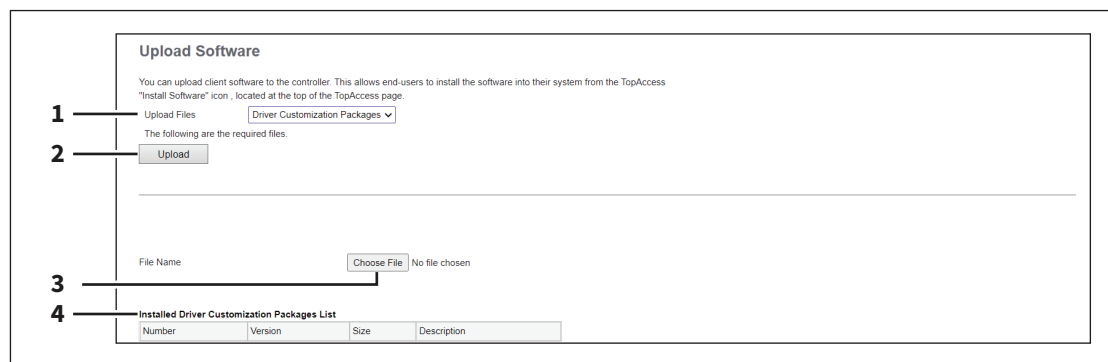 Upload Software
You can upload client software to the controller. This allows end-users to install the software into their system from the TopAccess
"Install Software" icon , located at the top of the TopAccess page.
1 Upload Files Driver Customization Packages
The following are the required files.
2 Upload
File Name Choose File No file chosen
3
4 Installed Driver Customization Packages List
Number Version Size Description